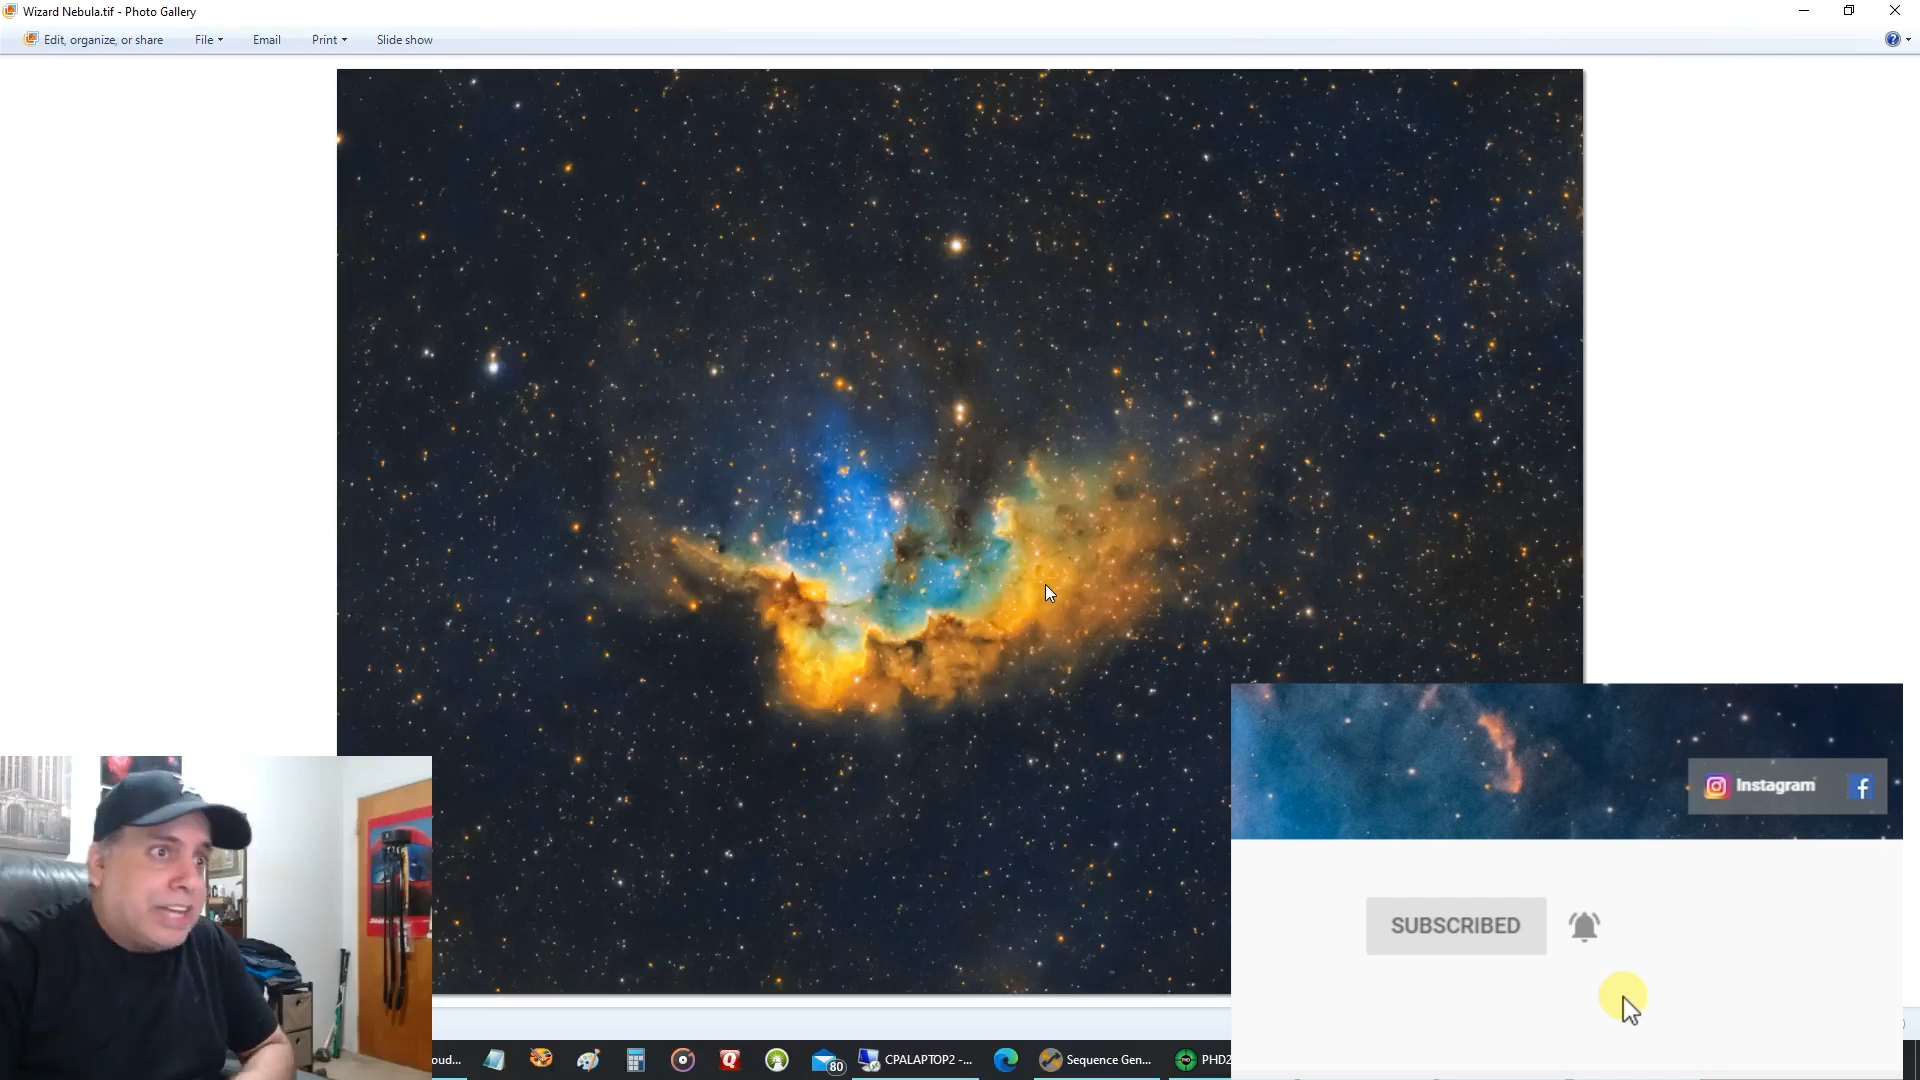 Wizard Nebula.tif - Photo Gallery
Edit, organize, or share File Email Print Slide show
Instagram
SUBSCRIBED
oud... 80 CPALAPTOP2 -... Sequence Gen... PHD2